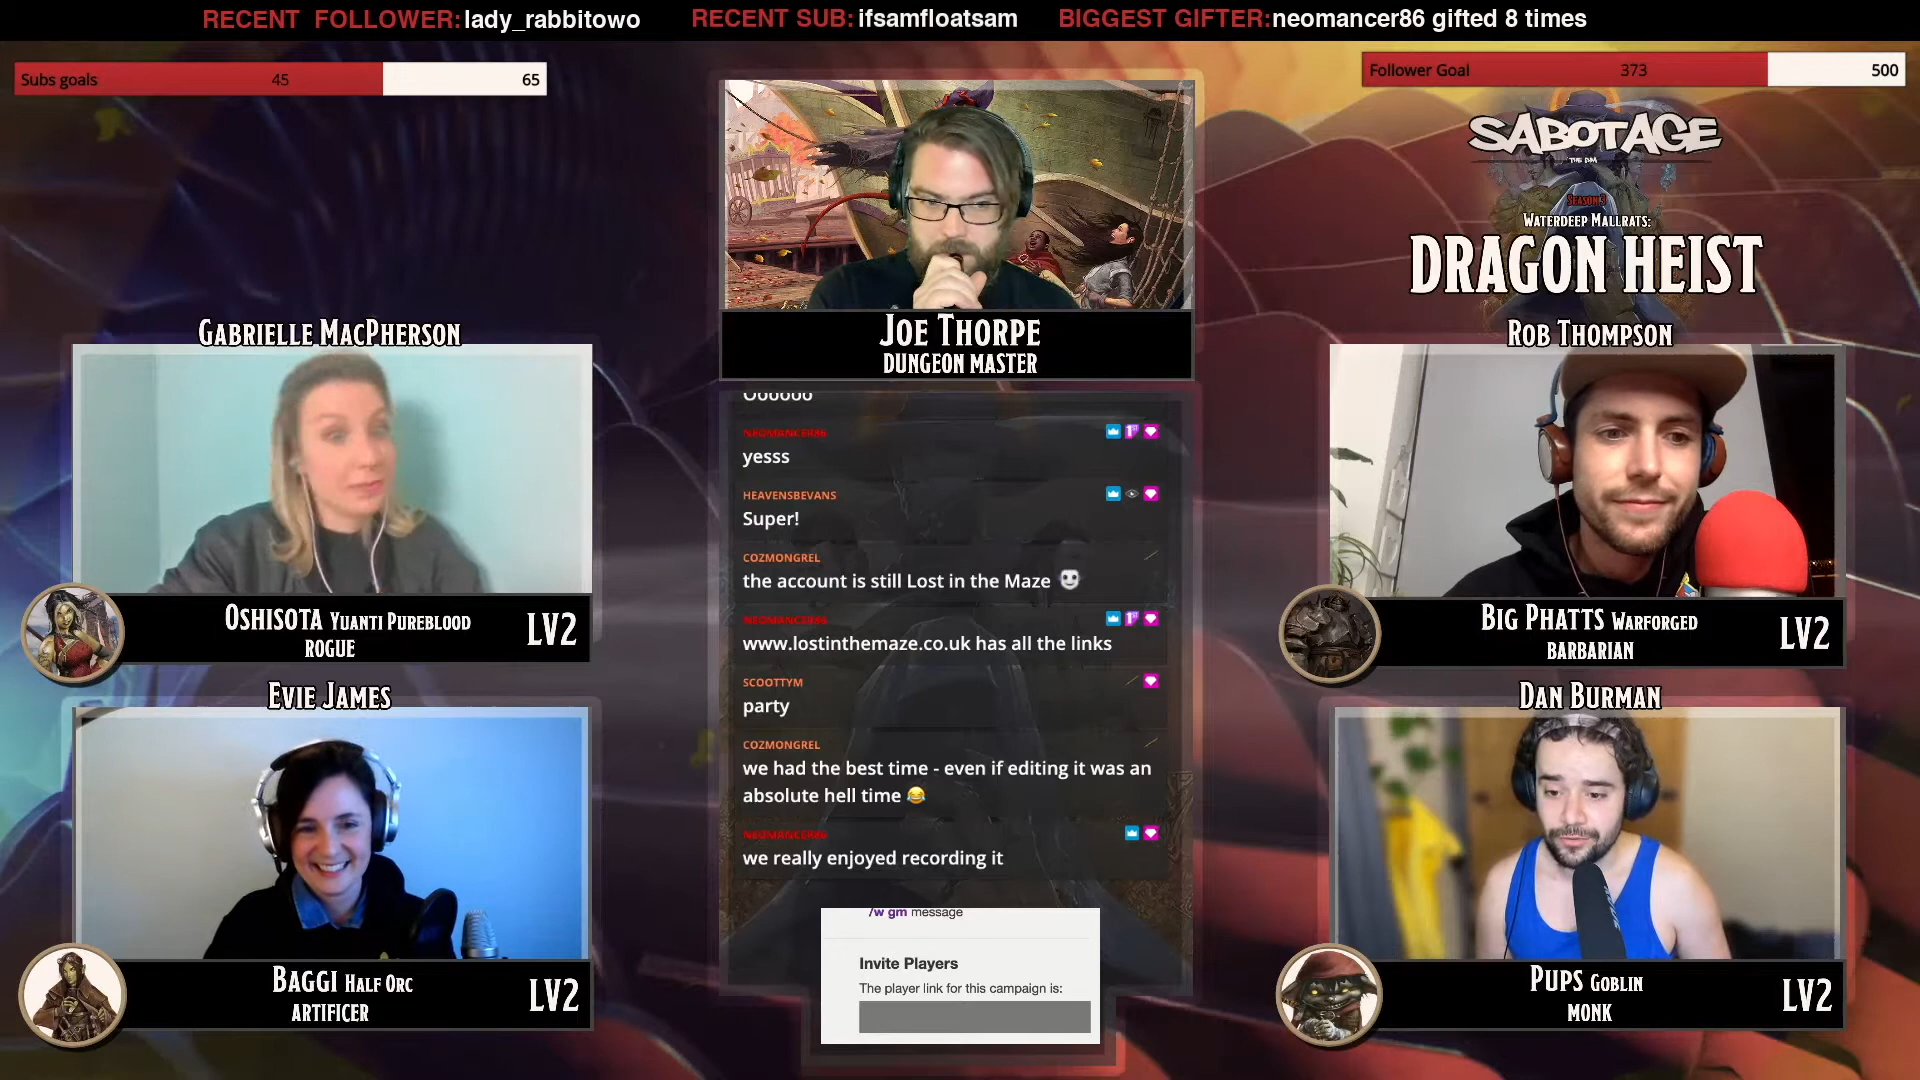 RECENT FOLLOWER: lady_rabbitowo
RECENT SUB: ifsamfloatsam
BIGGEST GIFTER: neomancer86 gifted 8 times
Subs goals 45 65
Follower Goal 373 500
SABOTAGE
SEASON
WATERDEEP MALLRATS:
DRAGON HEIST
JOE THORPE
DUNGEON MASTER
GABRIELLE MACPHERSON
OSHISOTA YUANTI PUREBLOOD
ROGUE
LV2
ROB THOMPSON
BIG PHATTS WARFORGED
BARBARIAN
LV2
EVIE JAMES
BAGGI HALF ORC
ARTIFICER
LV2
DAN BURMAN
PUPS GOBLIN
MONK
LV2
Oooooo
NEOMANCER86
yesss
HEAVENSBEVANS
Super!
COZMONGREL
the account is still Lost in the Maze
NEOMANCER86
www.lostinthemaze.co.uk has all the links
SCOOTTYM
party
COZMONGREL
we had the best time - even if editing it was an
absolute hell time 😂
NEOMANCER86
we really enjoyed recording it
/w gm message
Invite Players
The player link for this campaign is: